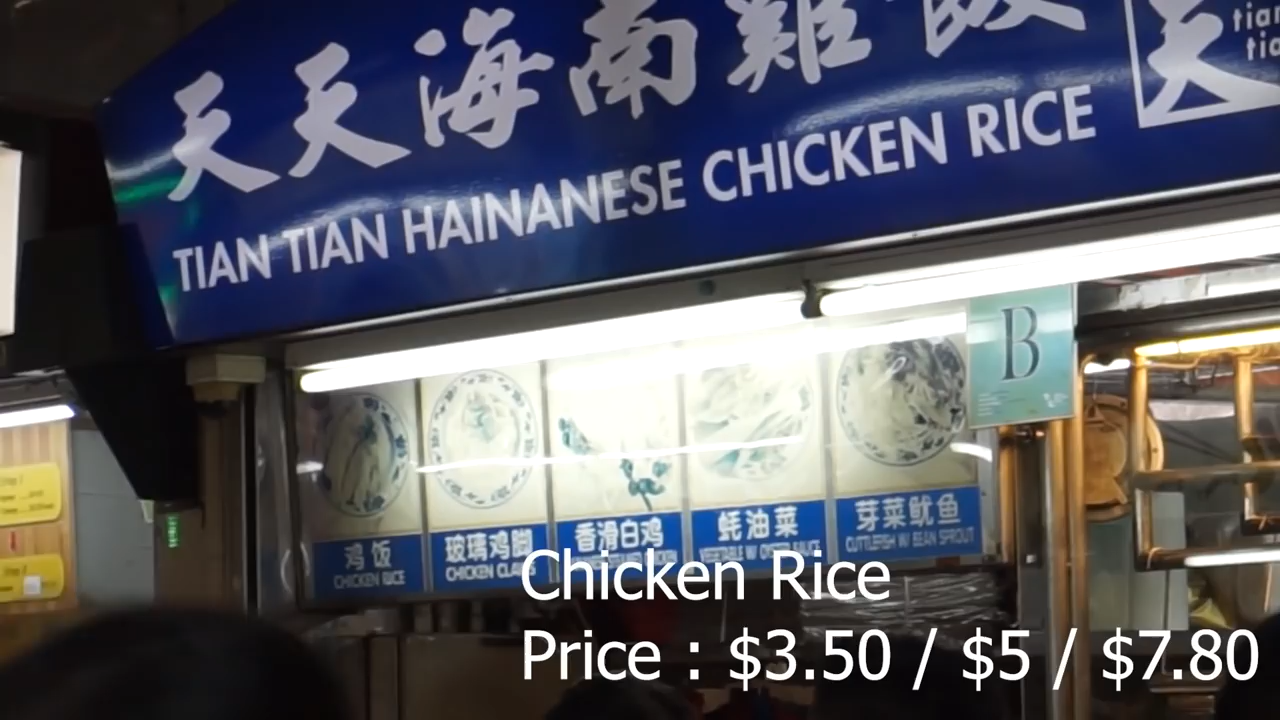 天天海南雞飯
TIAN TIAN HAINANESE CHICKEN RICE
天
B
鸡饭
CHICKEN RICE
玻璃鸡脚
CHICKEN CLAWS
香滑白鸡
蚝油菜
VEGETABLE W/ OYSTER SAUCE
芽菜鱿鱼
CUTTLEFISH W/ BEAN SPROUT
Chicken Rice
Price : $3.50 / $5 / $7.80